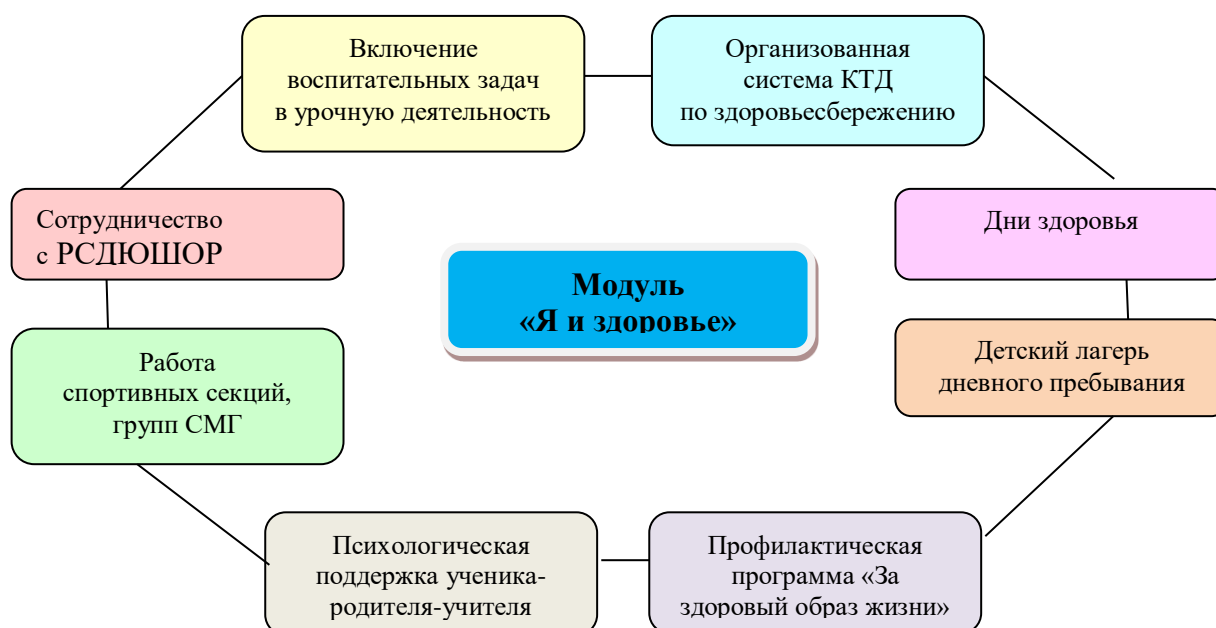 Включение
воспитательных задач
в урочную деятельность
Организованная
система КТД
по здоровьесбережению
Сотрудничество
с РСДЮШОР
Дни здоровья
Модуль
«Я и здоровье»
Работа
спортивных секций,
групп СМГ
Детский лагерь
дневного пребывания
Психологическая
поддержка ученика-
родителя-учителя
Профилактическая
программа «За
здоровый образ жизни»